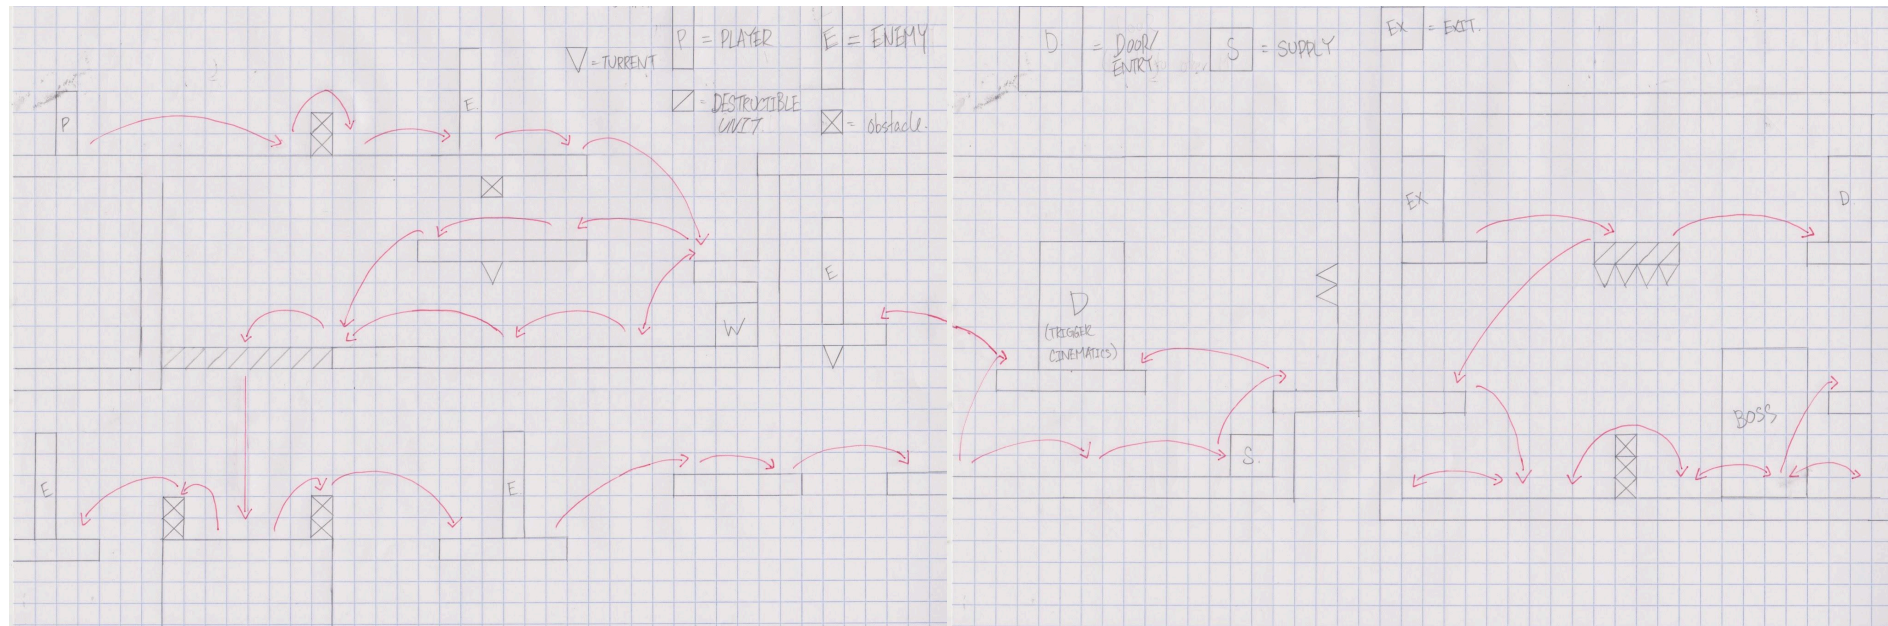 P = PLAYER
E = ENEMY
= TURRENT
= DESTRUCTIBLE
UNIT.
= Obstacle.
P
E
E
W
E
E
D = DOOR/
ENTRY
S = SUPPLY
EX = EXIT.
D
(TRIGGER
CINEMATICS)
S.
EX
D
BOSS